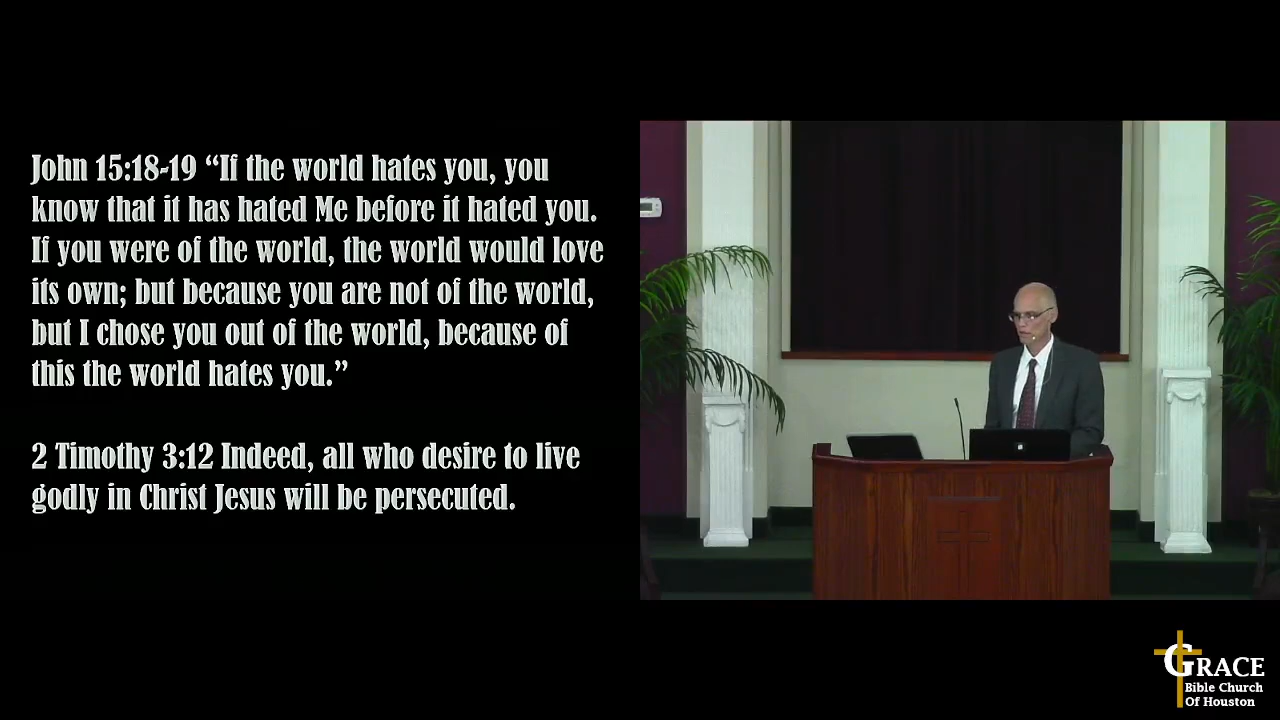 John 15:18-19 “If the world hates you, you
know that it has hated Me before it hated you.
If you were of the world, the world would love
its own; but because you are not of the world,
but I chose you out of the world, because of
this the world hates you.”
2 Timothy 3:12 Indeed, all who desire to live
godly in Christ Jesus will be persecuted.
GRACE
Bible Church
Of Houston